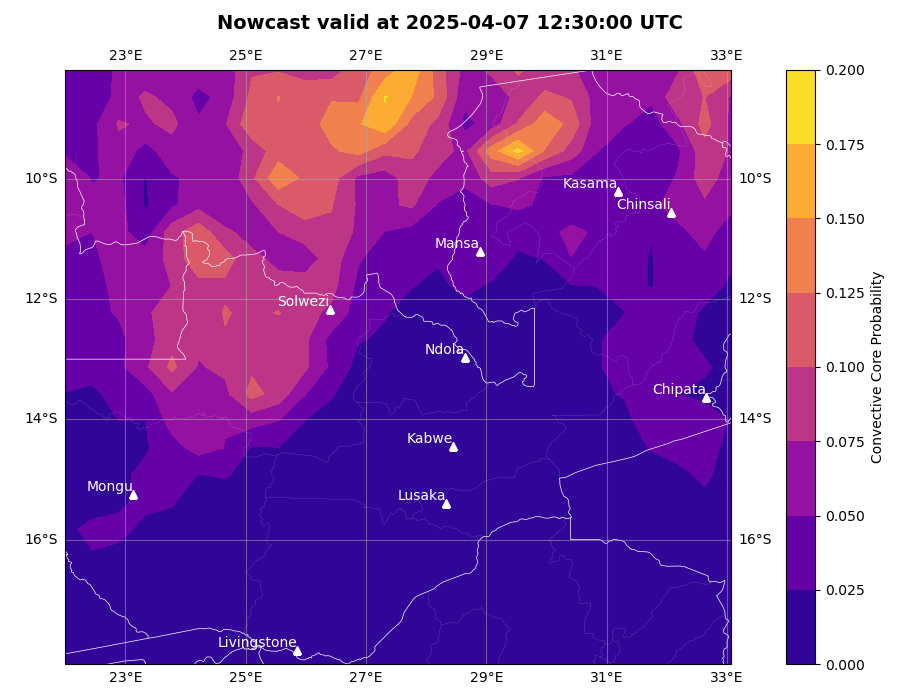 Nowcast valid at 2025-04-07 12:30:00 UTC
23°E 25°E 27°E 29°E 31°E 33°E
0.200
0.175
10°S Kasama 10°S
Chinsali
0.150
Mansa
0.125
12°S Solwezi 12°S
Ndola
0.100
Chipata
14°S 14°S
Kabwe
0.075
Mongu
Lusaka
0.050
16°S 16°S
0.025
Livingstone
0.000
23°E 25°E 27°E 29°E 31°E 33°E
Convective Core Probability